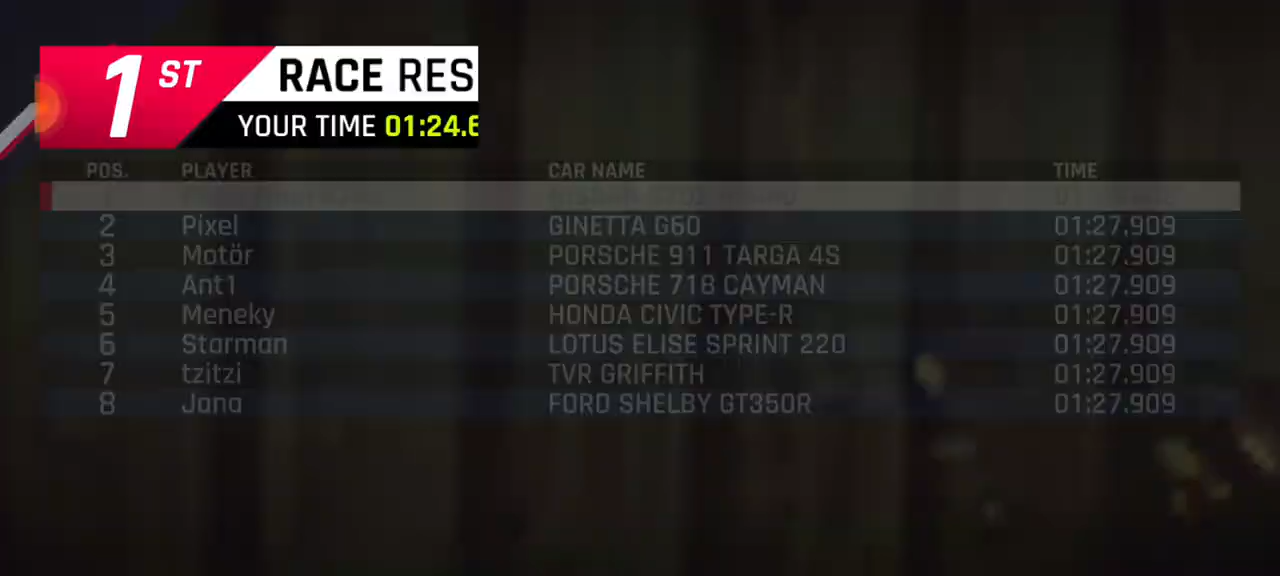 1 ST
RACE RES
YOUR TIME 01:24.6
POS. PLAYER CAR NAME TIME
2 Pixel GINETTA G60 01:27.909
3 Motör PORSCHE 911 TARGA 4S 01:27.909
4 Ant1 PORSCHE 718 CAYMAN 01:27.909
5 Meneky HONDA CIVIC TYPE-R 01:27.909
6 Starman LOTUS ELISE SPRINT 220 01:27.909
7 tzitzi TVR GRIFFITH 01:27.909
8 Jana FORD SHELBY GT350R 01:27.909